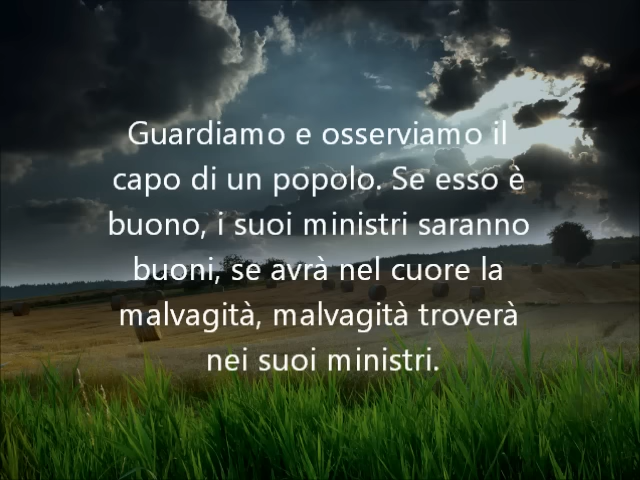 Guardiamo e osserviamo il
capo di un popolo. Se esso è
buono, i suoi ministri saranno
buoni, se avrà nel cuore la
malvagità, malvagità troverà
nei suoi ministri.